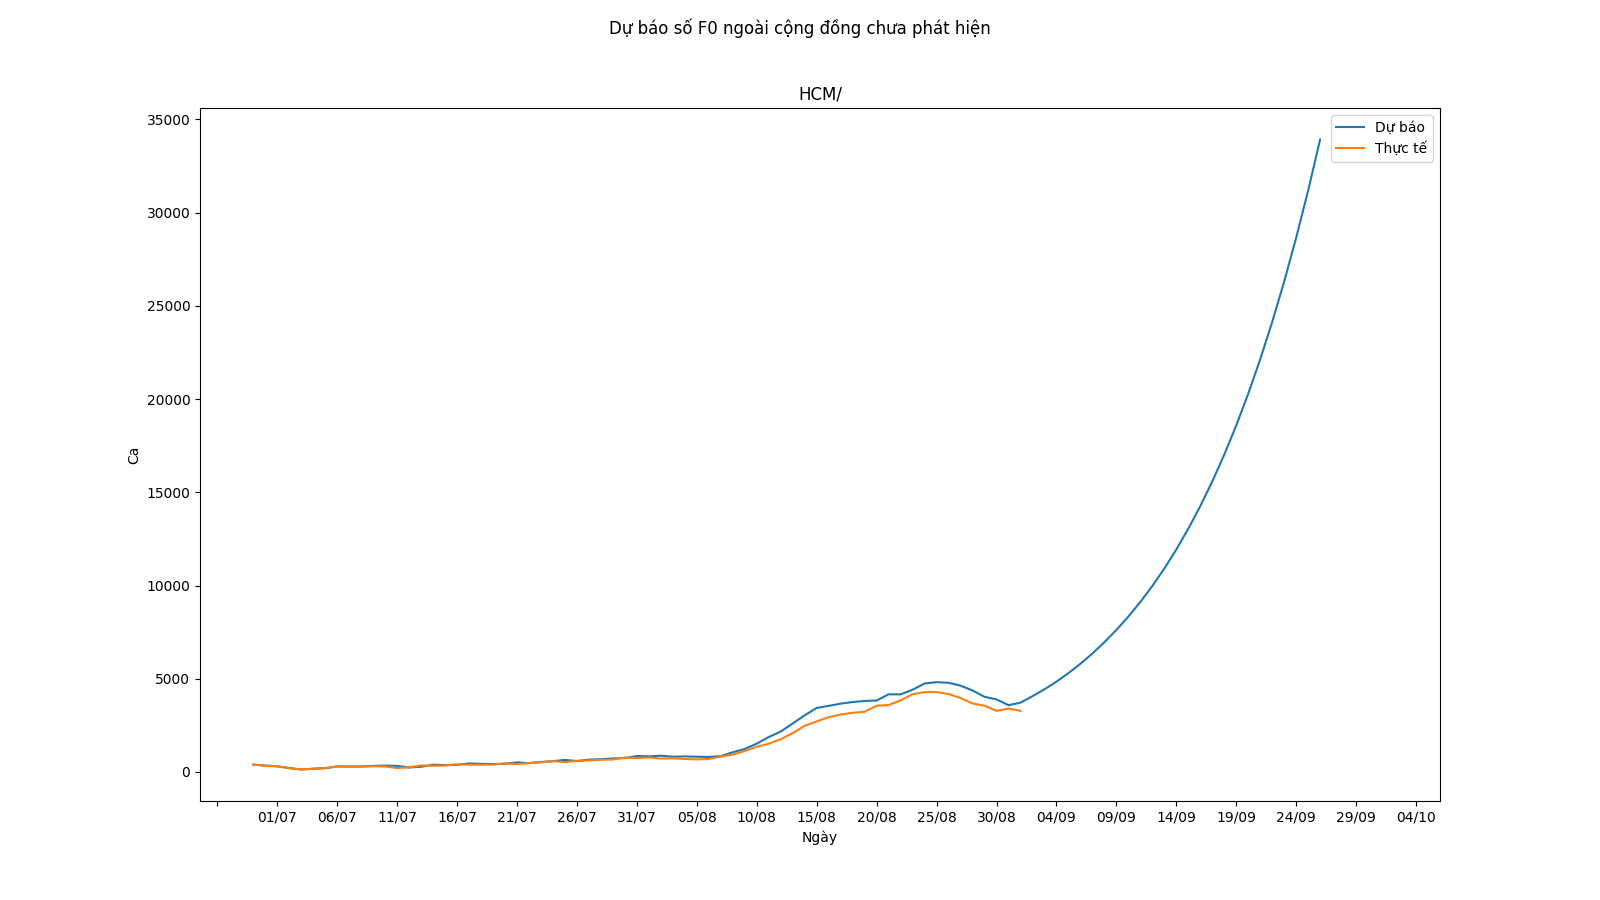 Dự báo số F0 ngoài cộng đồng chưa phát hiện
HCM/
Dự báo
Thực tế
35000
30000
25000
20000
15000
10000
5000
0
Ca
01/07 06/07 11/07 16/07 21/07 26/07 31/07 05/08 10/08 15/08 20/08 25/08 30/08 04/09 09/09 14/09 19/09 24/09 29/09 04/10
Ngày